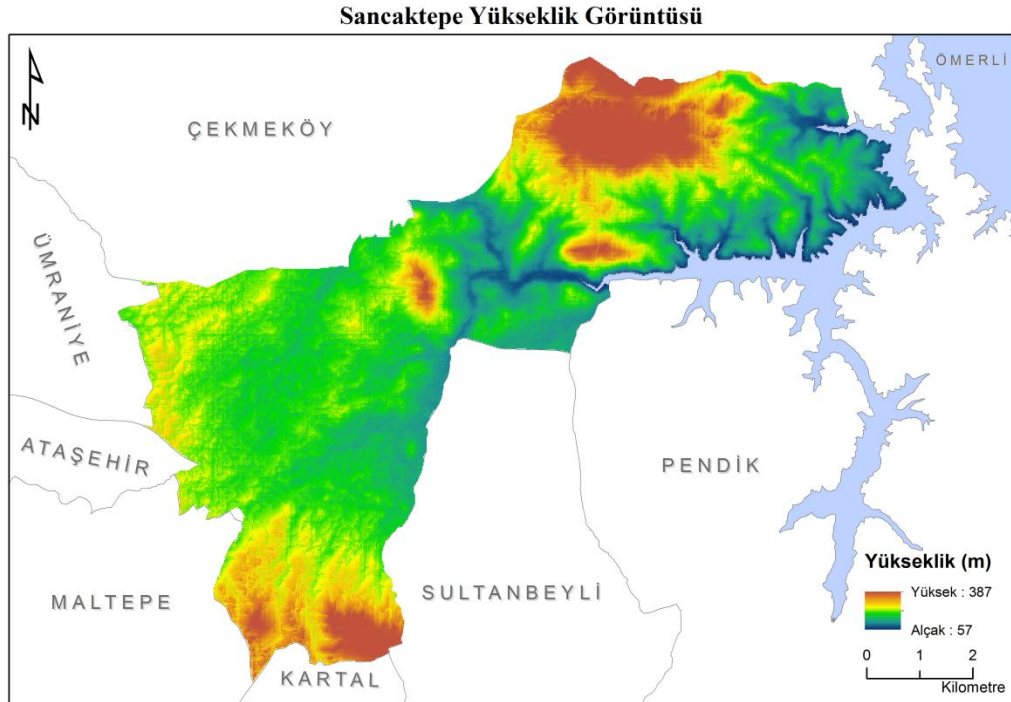 Sancaktepe Yükseklik Görüntüsü
ÖMERLİ
N
ÇEKMEKÖY
ÜMRANİYE
ATAŞEHİR
PENDİK
MALTEPE
SULTANBEYLİ
KARTAL
Yükseklik (m)
Yüksek : 387
Alçak : 57
0 1 2
Kilometre